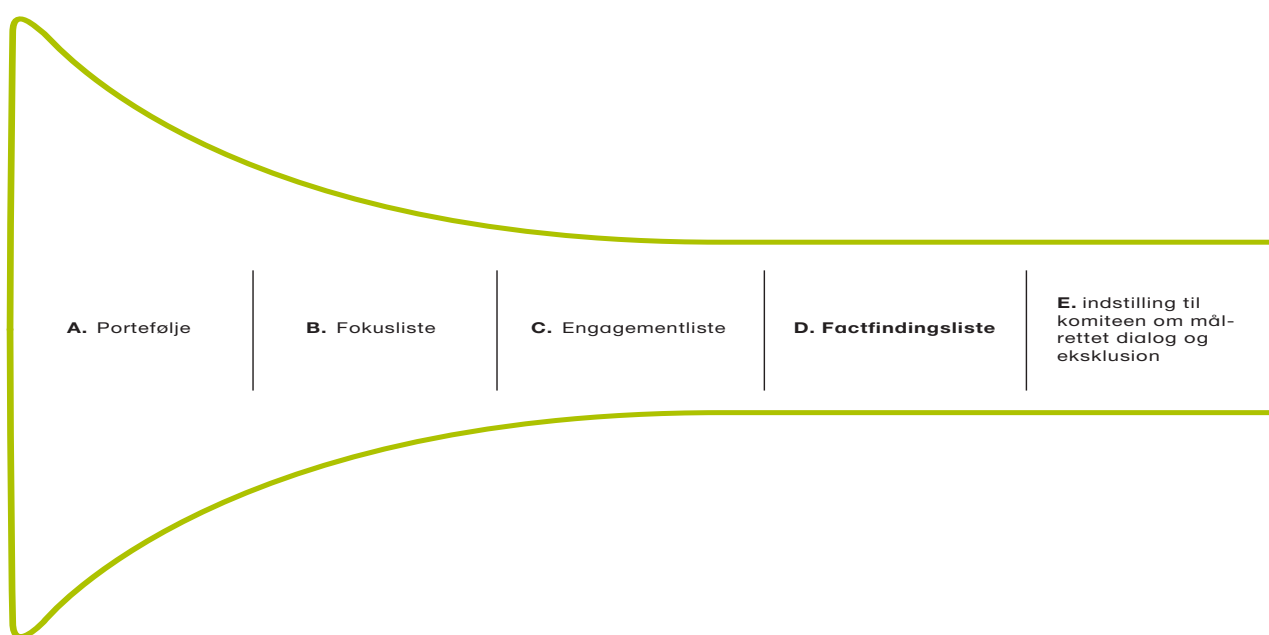 A. Portefølje
B. Fokusliste
C. Engagementliste
D. Factfindingsliste
E. indstilling til
komiteen om mål-
rettet dialog og
eksklusion